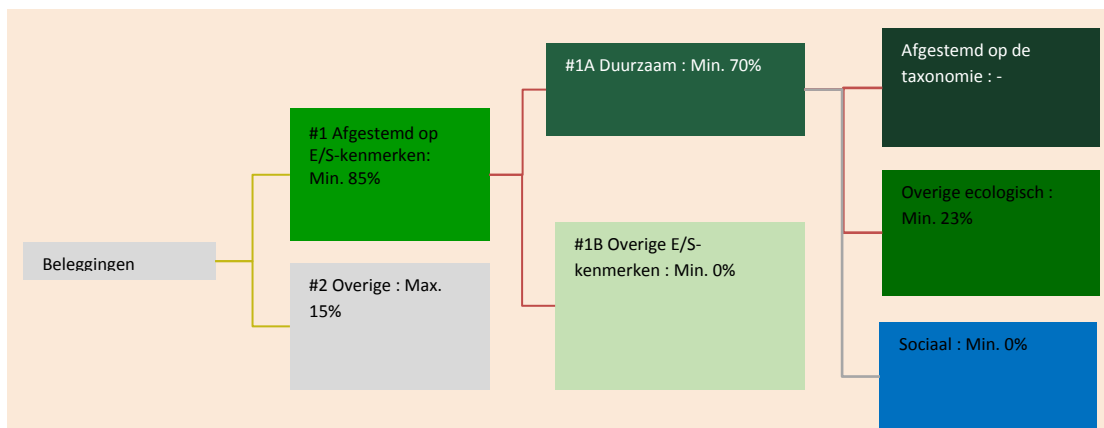 Beleggingen
#1 Afgestemd op
E/S-kenmerken:
Min. 85%
#2 Overige : Max.
15%
#1A Duurzaam : Min. 70%
#1B Overige E/S-
kenmerken : Min. 0%
Afgestemd op de
taxonomie : -
Overige ecologisch :
Min. 23%
Sociaal : Min. 0%